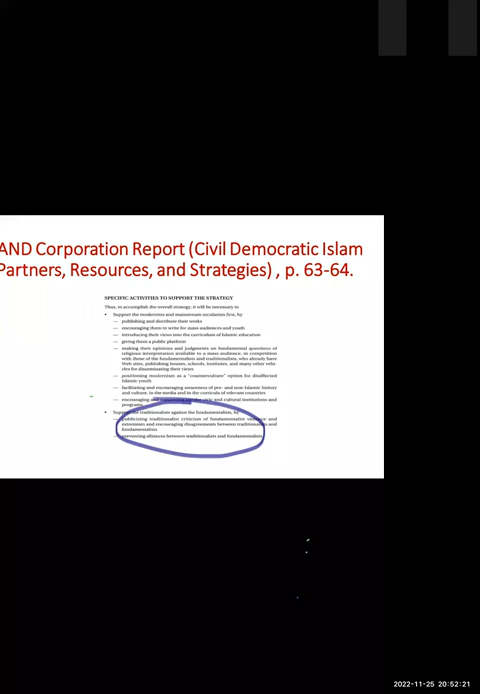 AND Corporation Report (Civil Democratic Islam
Partners, Resources, and Strategies) , p. 63-64.
SPECIFIC ACTIVITIES TO SUPPORT THE STRATEGY
Thus, to accomplish the overall strategy, it will be necessary to
• Support the modernists and mainstream secularists first, by
— publishing and distribute their works
— encouraging them to write for mass audiences and youth
— introducing their views into the curriculum of Islamic education
— giving them a public platform
— making their opinions and judgments on fundamental questions of
religious interpretation available to a mass audience, in competition
with those of the fundamentalists and traditionalists, who already have
Web sites, publishing houses, schools, institutes, and many other vehi-
cles for disseminating their views
— positioning modernism as a "counterculture" option for disaffected
Islamic youth
— facilitating and encouraging awareness of pre- and non-Islamic history
and culture, in the media and in the curricula of relevant countries
— encouraging and supporting secular civic and cultural institutions and
programs
• Support the traditionalists against the fundamentalists, by
— publicizing traditionalist criticism of fundamentalist violence and
extremism and encouraging disagreements between traditionalists and
fundamentalists
— preventing alliances between traditionalists and fundamentalists
2022-11-25 20:52:21